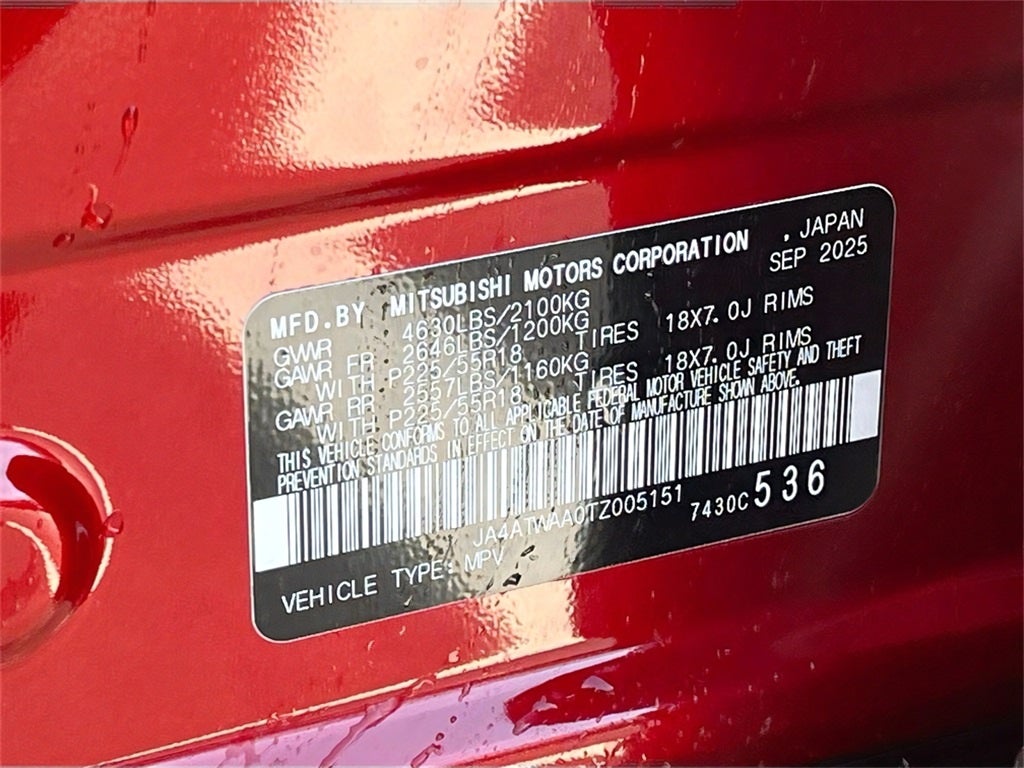 MFD.BY MITSUBISHI MOTORS CORPORATION , JAPAN
SEP 2025
GVWR 4630LBS/2100KG
GAWR FR 2646LBS/1200KG
WITH P225/55R18 TIRES 18X7.0J RIMS
GAWR RR 2557LBS/1160KG
WITH P225/55R18 TIRES 18X7.0J RIMS
THIS VEHICLE CONFORMS TO ALL APPLICABLE FEDERAL MOTOR VEHICLE SAFETY AND THEFT
PREVENTION STANDARDS IN EFFECT ON THE DATE OF MANUFACTURE SHOWN ABOVE.
JA4ATWAA0TZ005151 7430C 536
VEHICLE TYPE: MPV